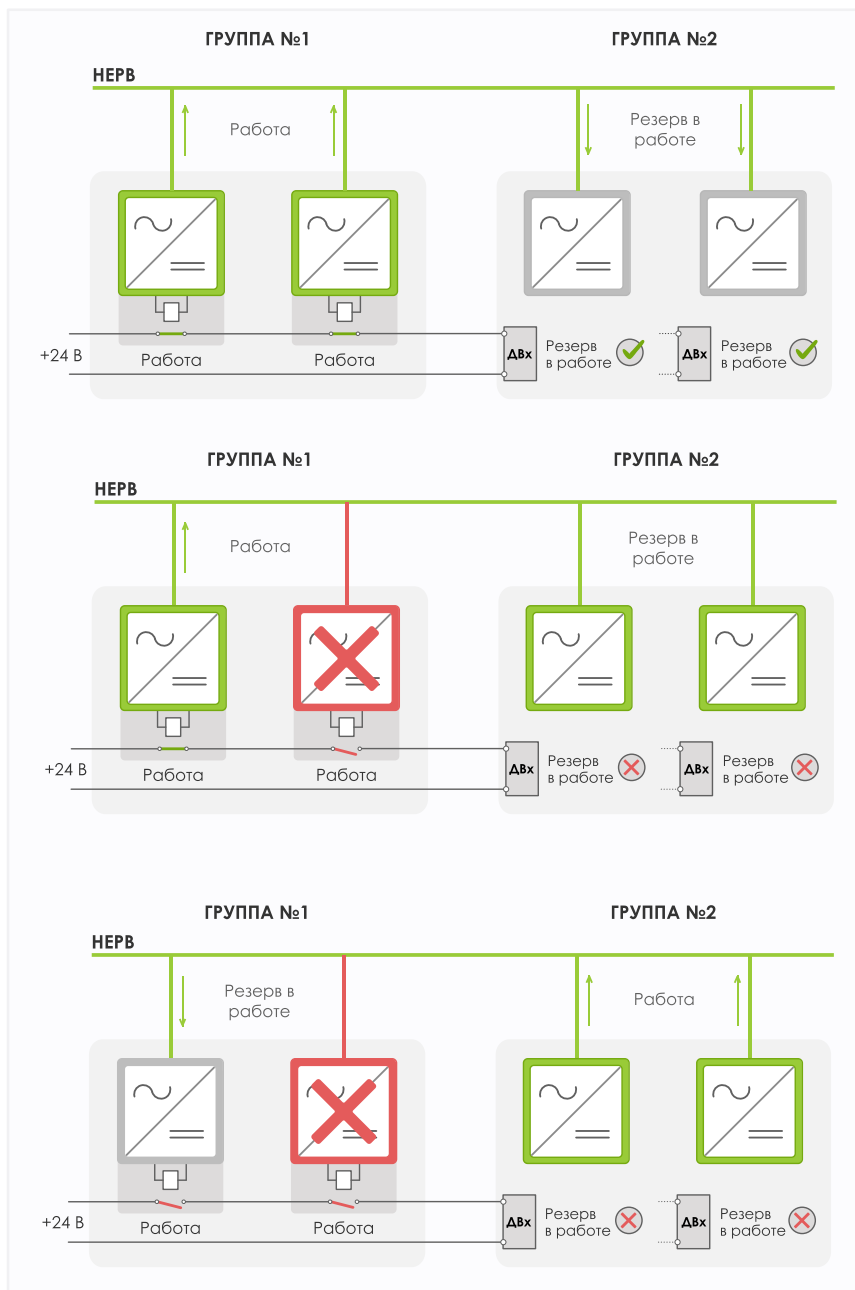 ГРУППА №1
ГРУППА №2
НЕРВ
Работа
Резерв в
работе
+24 В
Работа
Работа
ДВх
Резерв
в работе
ДВх
Резерв
в работе
ГРУППА №1
ГРУППА №2
НЕРВ
Работа
Резерв в
работе
+24 В
Работа
Работа
ДВх
Резерв
в работе
ДВх
Резерв
в работе
ГРУППА №1
ГРУППА №2
НЕРВ
Резерв в
работе
Работа
+24 В
Работа
Работа
ДВх
Резерв
в работе
ДВх
Резерв
в работе